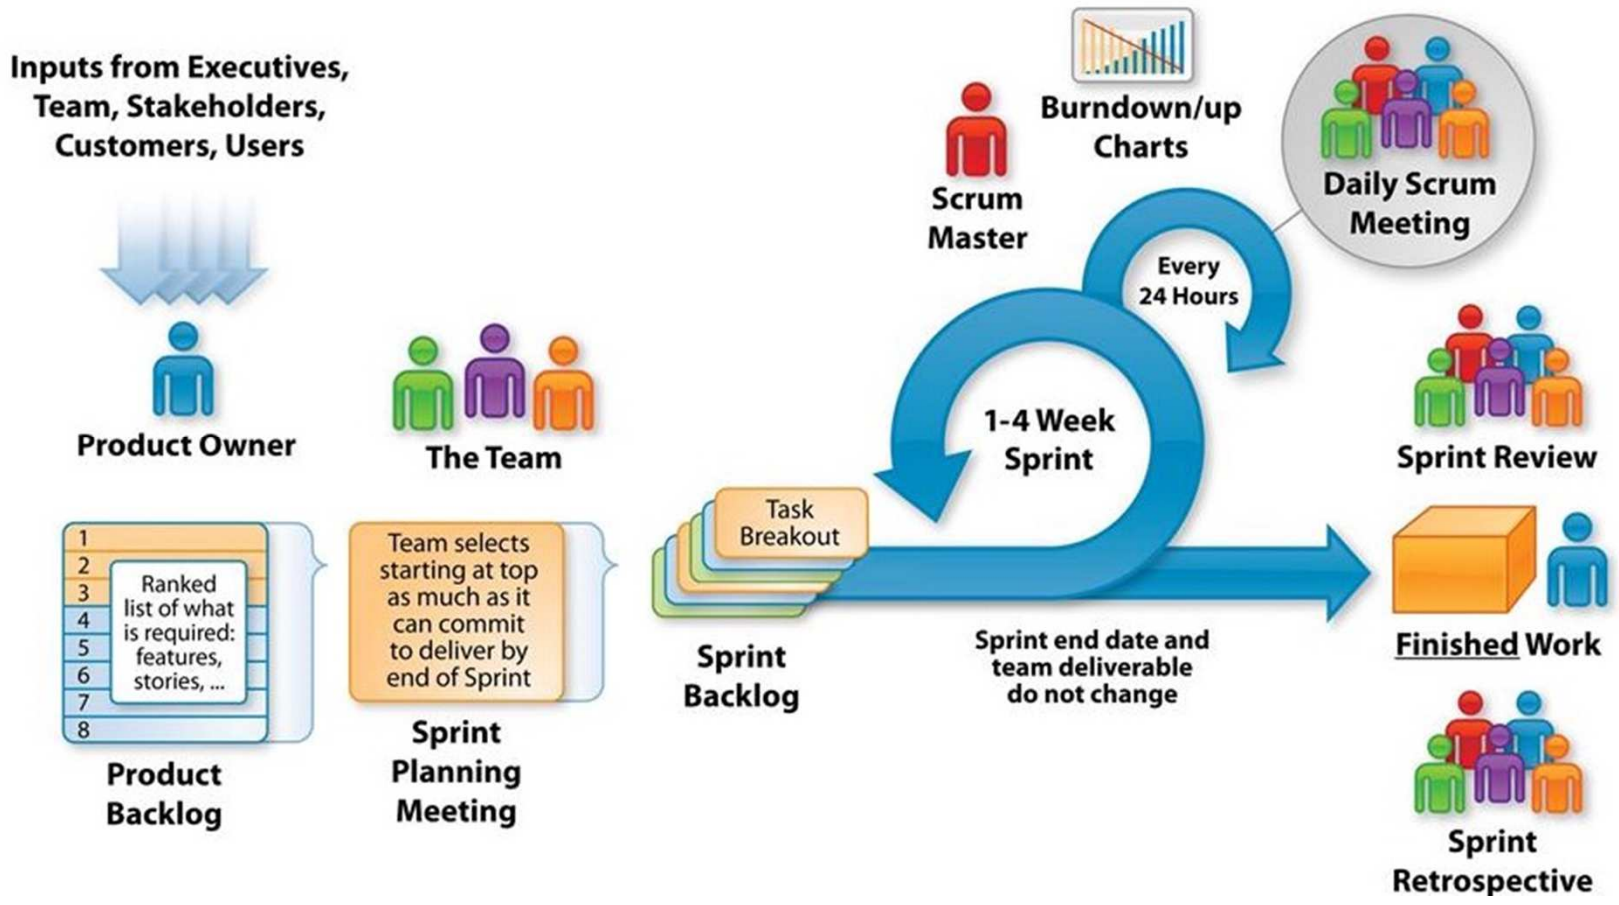 Inputs from Executives,
Team, Stakeholders,
Customers, Users
Product Owner
1
2
3
4
5
6
7
8
Ranked
list of what
is required:
features,
stories, ...
Product
Backlog
The Team
Team selects
starting at top
as much as it
can commit
to deliver by
end of Sprint
Sprint
Planning
Meeting
Task
Breakout
Sprint
Backlog
Scrum
Master
Burndown/up
Charts
Daily Scrum
Meeting
Every
24 Hours
1-4 Week
Sprint
Sprint end date and
team deliverable
do not change
Sprint Review
Finished Work
Sprint
Retrospective